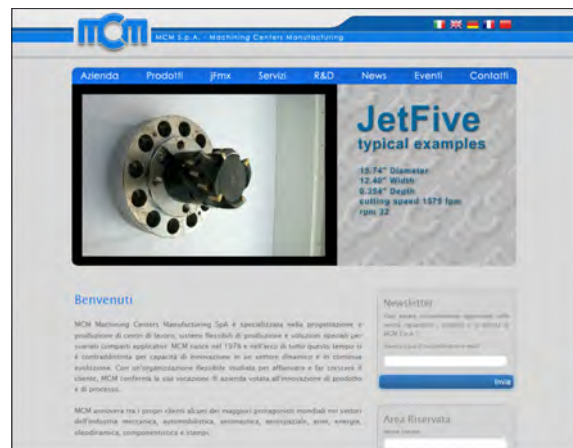 mcm
MCM S.p.A. - Machining Centers Manufacturing
Azienda Prodotti jFmx Servizi R&D News Eventi Contatti
JetFive
typical examples
15.74" Diameter
12.40" Width
0.354" Depth
cutting speed 1575 fpm
rpm 32
Benvenuti
MCM Machining Centers Manufacturing SpA è specializzata nella progettazione e
produzione di centri di lavoro, sistemi flessibili di produzione e soluzioni speciali per
svariati comparti applicativi. MCM nasce nel 1978 e nell'arco di tutto questo tempo si
è contraddistinta per capacità di innovazione in un settore dinamico e in continua
evoluzione. Con un'organizzazione flessibile studiata per affiancare e far crescere il
cliente, MCM conferma la sua vocazione di azienda votata all'innovazione di prodotto
e di processo.
MCM annovera tra i propri clienti alcuni dei maggiori protagonisti mondiali nei settori
dell'industria meccanica, automobilistica, aeronautica, aerospaziale, armi, energia,
oleodinamica, componentistica e stampi.
Newsletter
MCM S.p.A.?
Invia
Area Riservata